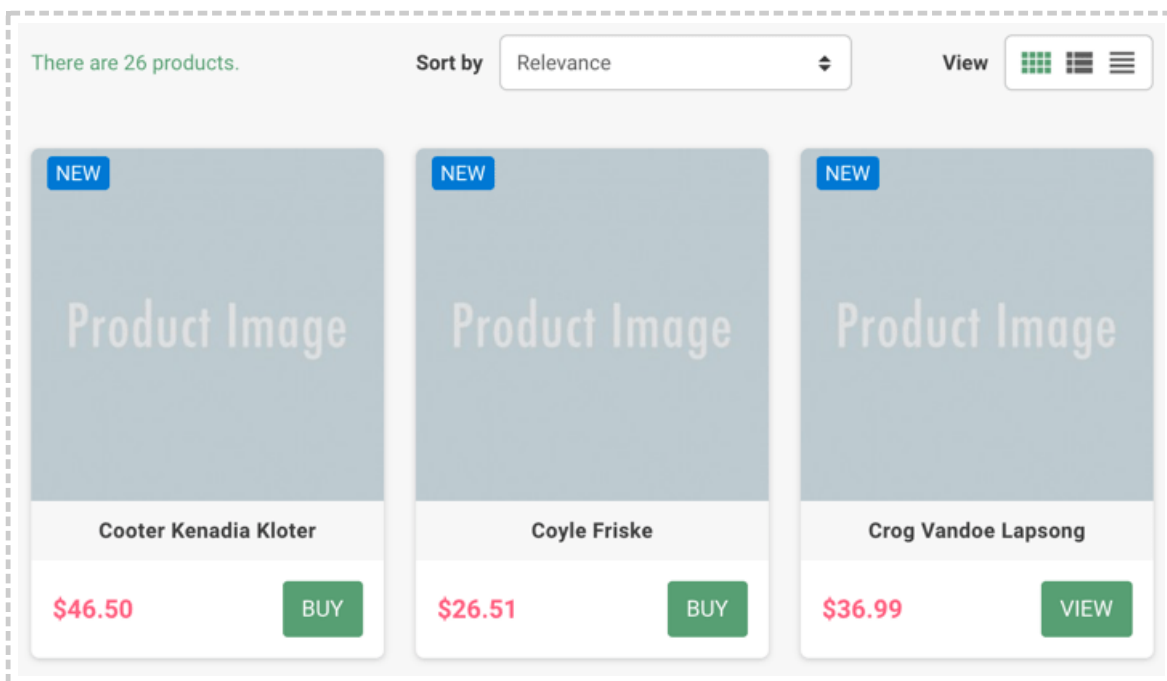 There are 26 products. Sort by Relevance View
NEW NEW NEW
Product Image Product Image Product Image
Cooter Kenadia Kloter Coyle Friske Crog Vandoe Lapsong
$46.50 BUY $26.51 BUY $36.99 VIEW